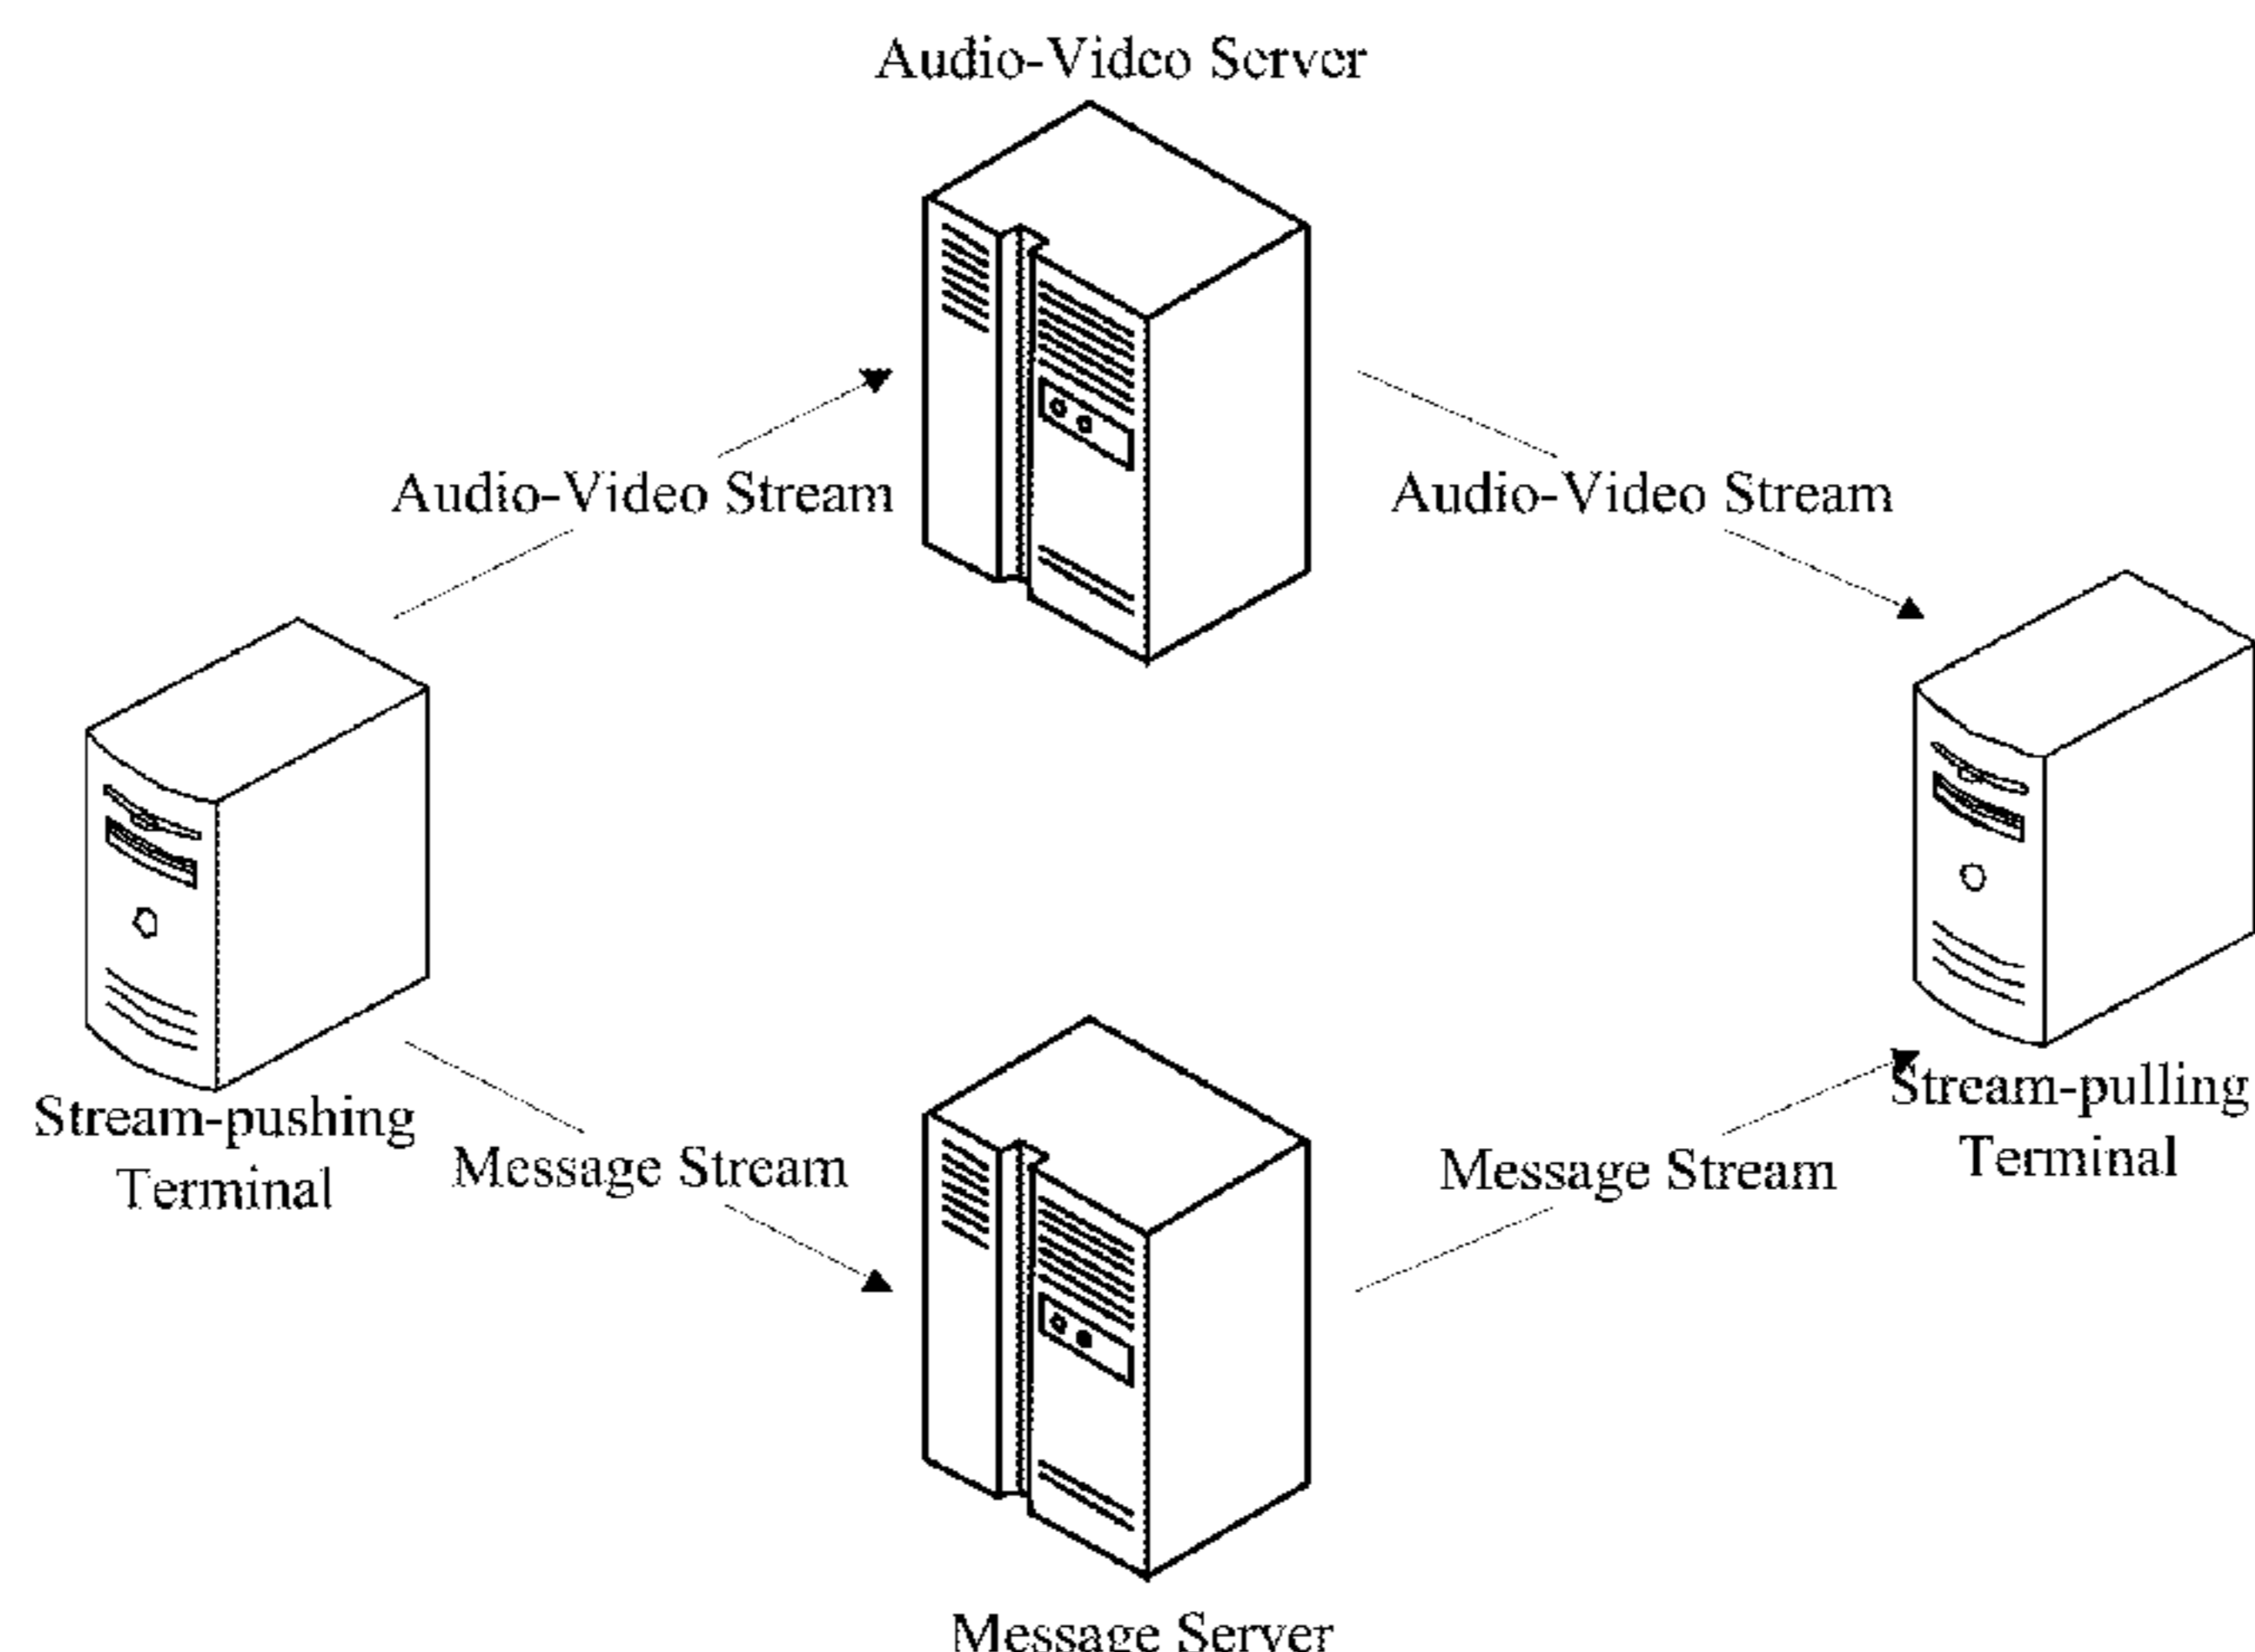 Audio-Video Server
Audio-Video Stream
Audio-Video Stream
Stream-pushing
Terminal
Message Stream
Message Stream
Stream-pulling
Terminal
Message Server